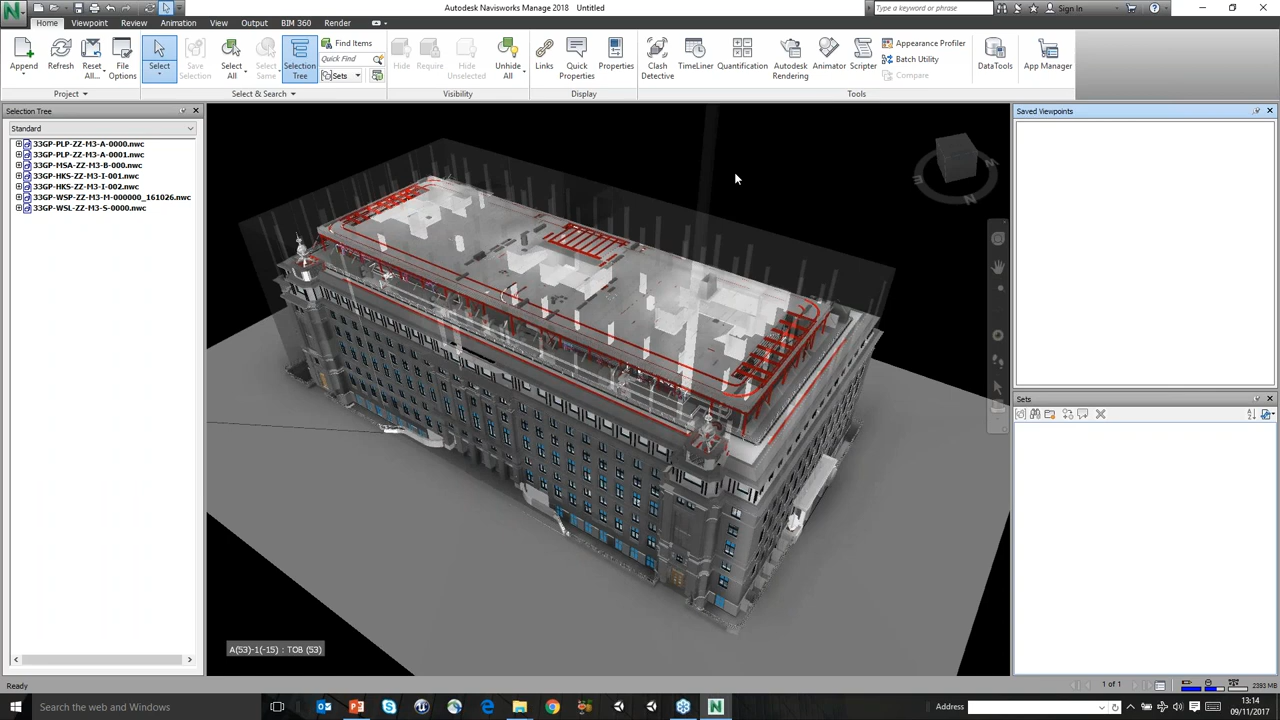 Autodesk Navisworks Manage 2018   Untitled
Type a keyword or phrase
Sign In
Home Viewpoint Review Animation View Output BIM 360 Render
Append
Refresh
Reset All...
File Options
Select
Save Selection
Select All
Select Same
Selection Tree
Find Items
Quick Find
Sets
Hide
Require
Hide Unselected
Unhide All
Links
Quick Properties
Properties
Clash Detective
TimeLiner
Quantification
Autodesk Rendering
Animator
Scripter
Appearance Profiler
Batch Utility
Compare
DataTools
App Manager
Project
Select & Search
Visibility
Display
Tools
Selection Tree
Standard
33GP-PLP-ZZ-M3-A-0000.nwc
33GP-PLP-ZZ-M3-A-0001.nwc
33GP-MSA-ZZ-M3-B-000.nwc
33GP-HKS-ZZ-M3-I-001.nwc
33GP-HKS-ZZ-M3-I-002.nwc
33GP-WSP-ZZ-M3-M-000000_161026.nwc
33GP-WSL-ZZ-M3-S-0000.nwc
A(53)-1(-15) : TOB (53)
Saved Viewpoints
Sets
Ready
1 of 1
2393 MB
Search the web and Windows
Address
13:14
09/11/2017